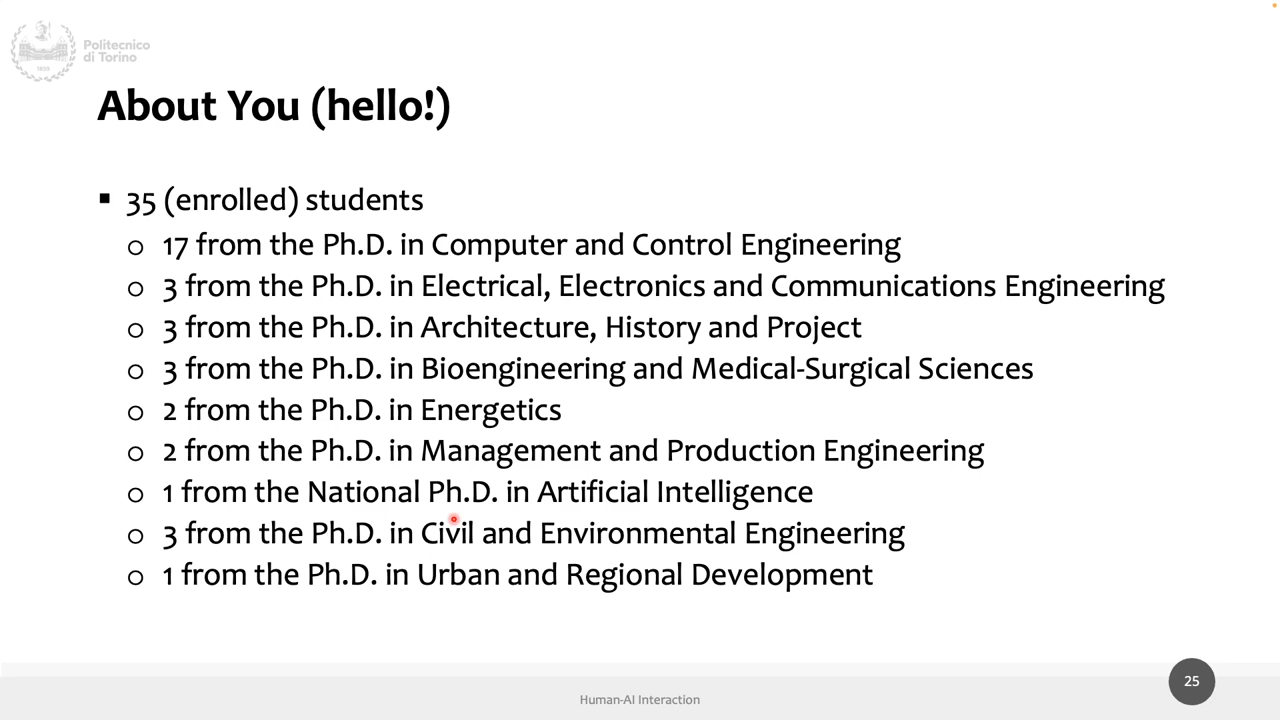 Politecnico
di Torino
1859
About You (hello!)
▪ 35 (enrolled) students
o 17 from the Ph.D. in Computer and Control Engineering
o 3 from the Ph.D. in Electrical, Electronics and Communications Engineering
o 3 from the Ph.D. in Architecture, History and Project
o 3 from the Ph.D. in Bioengineering and Medical-Surgical Sciences
o 2 from the Ph.D. in Energetics
o 2 from the Ph.D. in Management and Production Engineering
o 1 from the National Ph.D. in Artificial Intelligence
o 3 from the Ph.D. in Civil and Environmental Engineering
o 1 from the Ph.D. in Urban and Regional Development
Human-AI Interaction
25